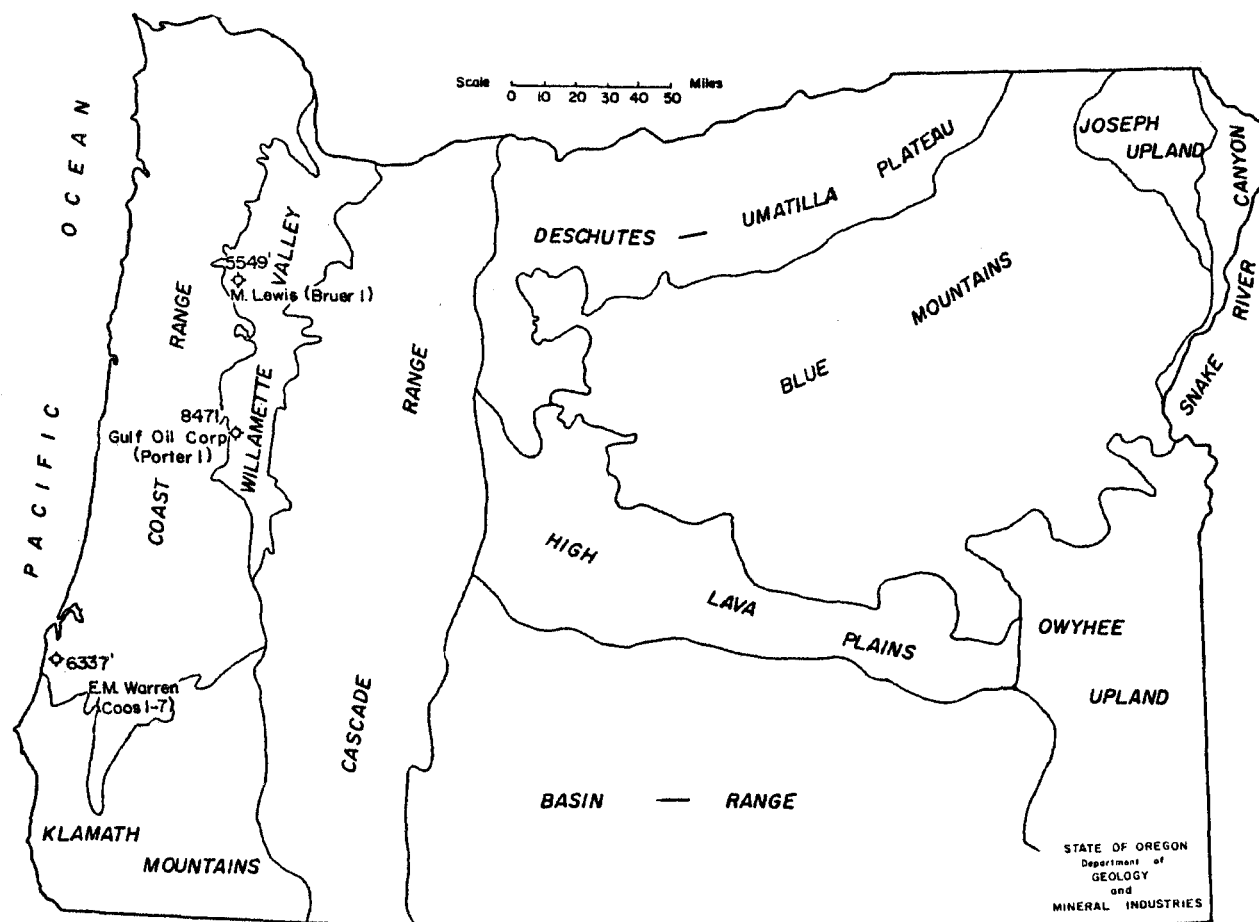 Scale 0 10 20 30 40 50 Miles
PACIFIC OCEAN
COAST RANGE
5549'
M. Lewis (Bruer 1)
8471'
Gulf Oil Corp
(Porter 1)
6337'
E.M. Warren
(Coos 1-7)
WILLAMETTE VALLEY
KLAMATH
MOUNTAINS
CASCADE RANGE
DESCHUTES — UMATILLA PLATEAU
JOSEPH
UPLAND
SNAKE RIVER CANYON
BLUE MOUNTAINS
HIGH LAVA PLAINS
OWYHEE
UPLAND
BASIN — RANGE
STATE OF OREGON
Department of
GEOLOGY
and
MINERAL INDUSTRIES